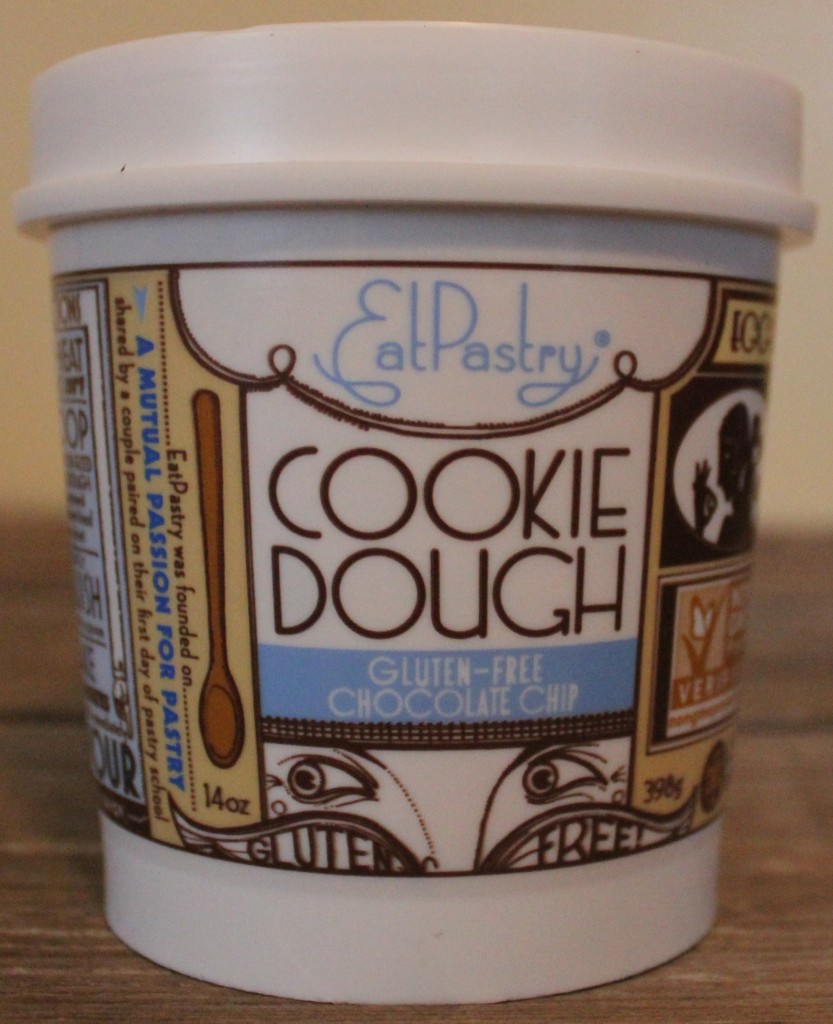 EatPastry®
COOKIE
DOUGH
GLUTEN-FREE
CHOCOLATE CHIP
GLUTEN
FREE!
14oz
398g
EatPastry was founded on
A MUTUAL PASSION FOR PASTRY
shared by a couple paired on their first day of pastry school